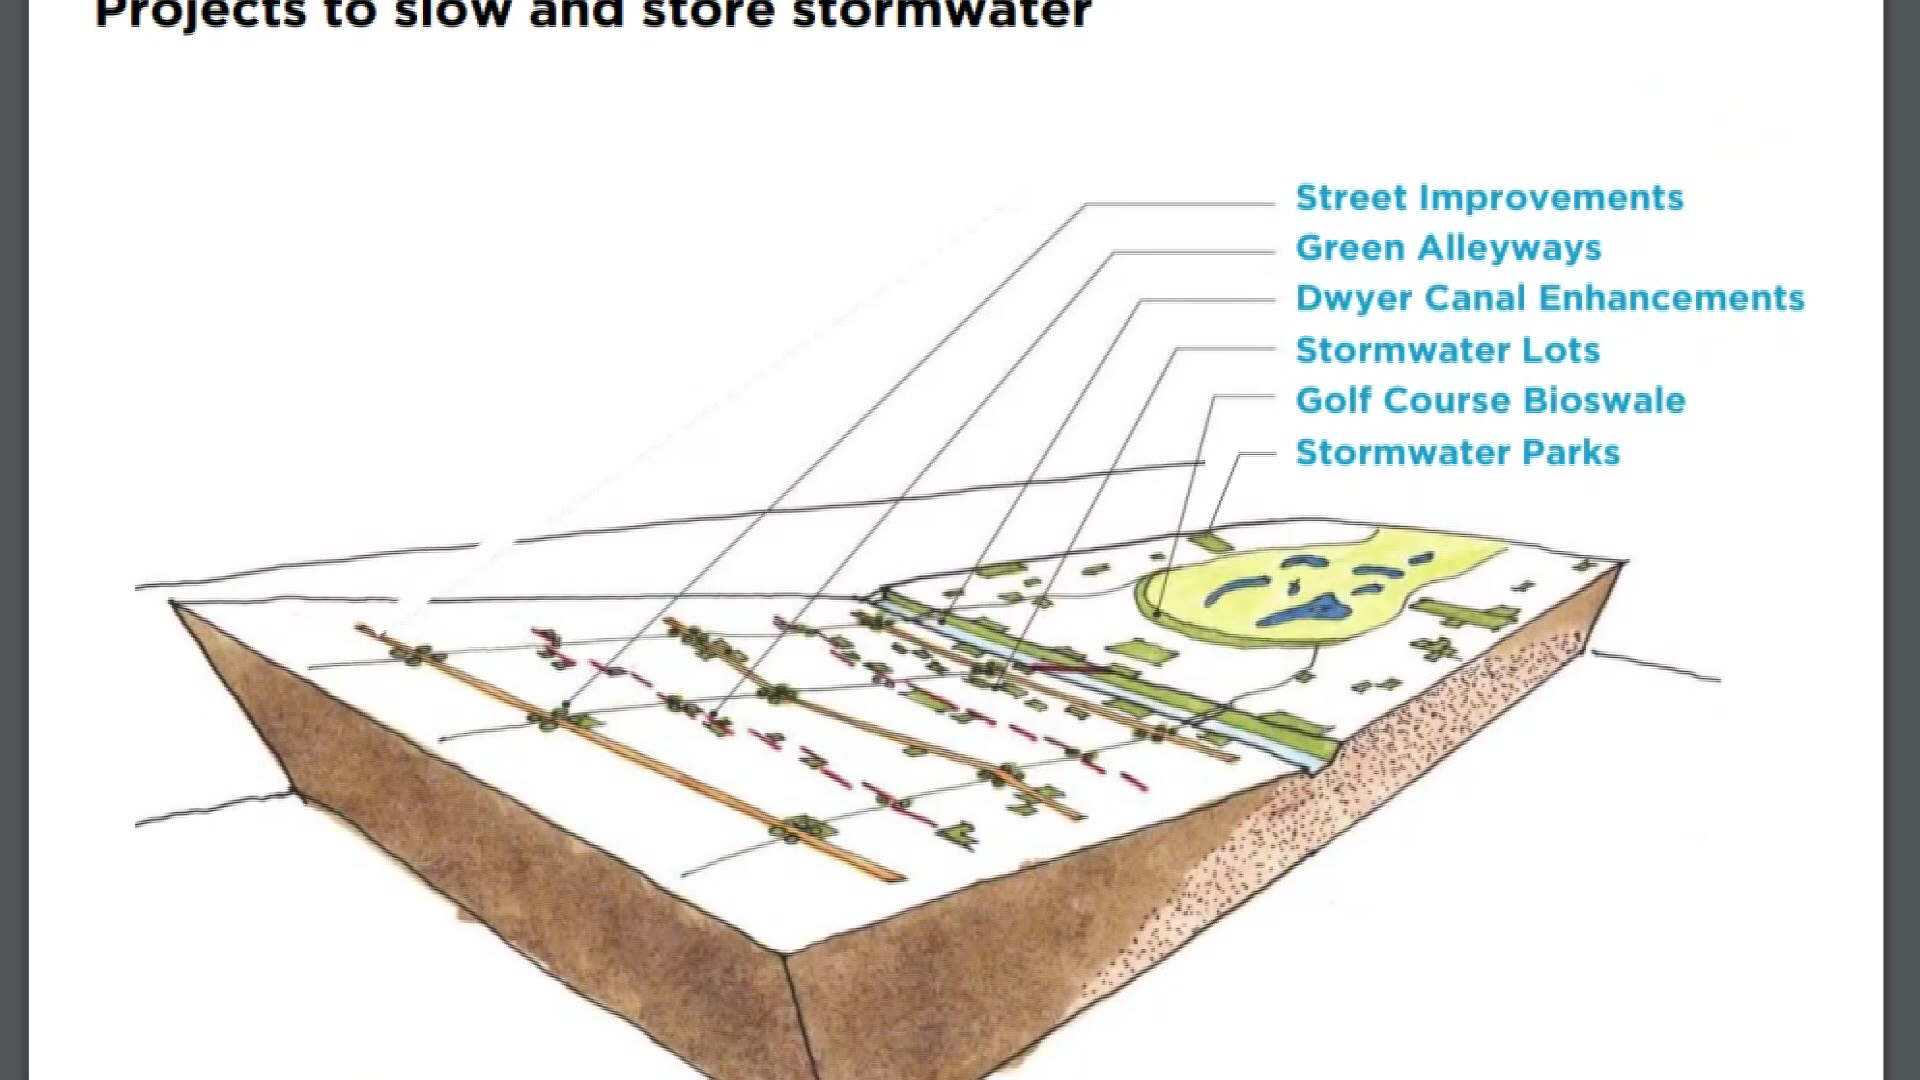 Projects to slow and store stormwater
Street Improvements
Green Alleyways
Dwyer Canal Enhancements
Stormwater Lots
Golf Course Bioswale
Stormwater Parks